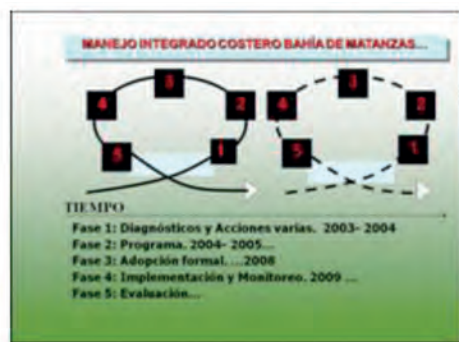 MANEJO INTEGRADO COSTERO BAHÍA DE MATANZAS...
3 3
4 2 4 2
5 1 5 1
TIEMPO
Fase 1: Diagnósticos y Acciones varias. 2003- 2004
Fase 2: Programa. 2004- 2005...
Fase 3: Adopción formal. ...2008
Fase 4: Implementación y Monitoreo. 2009 ...
Fase 5: Evaluación...